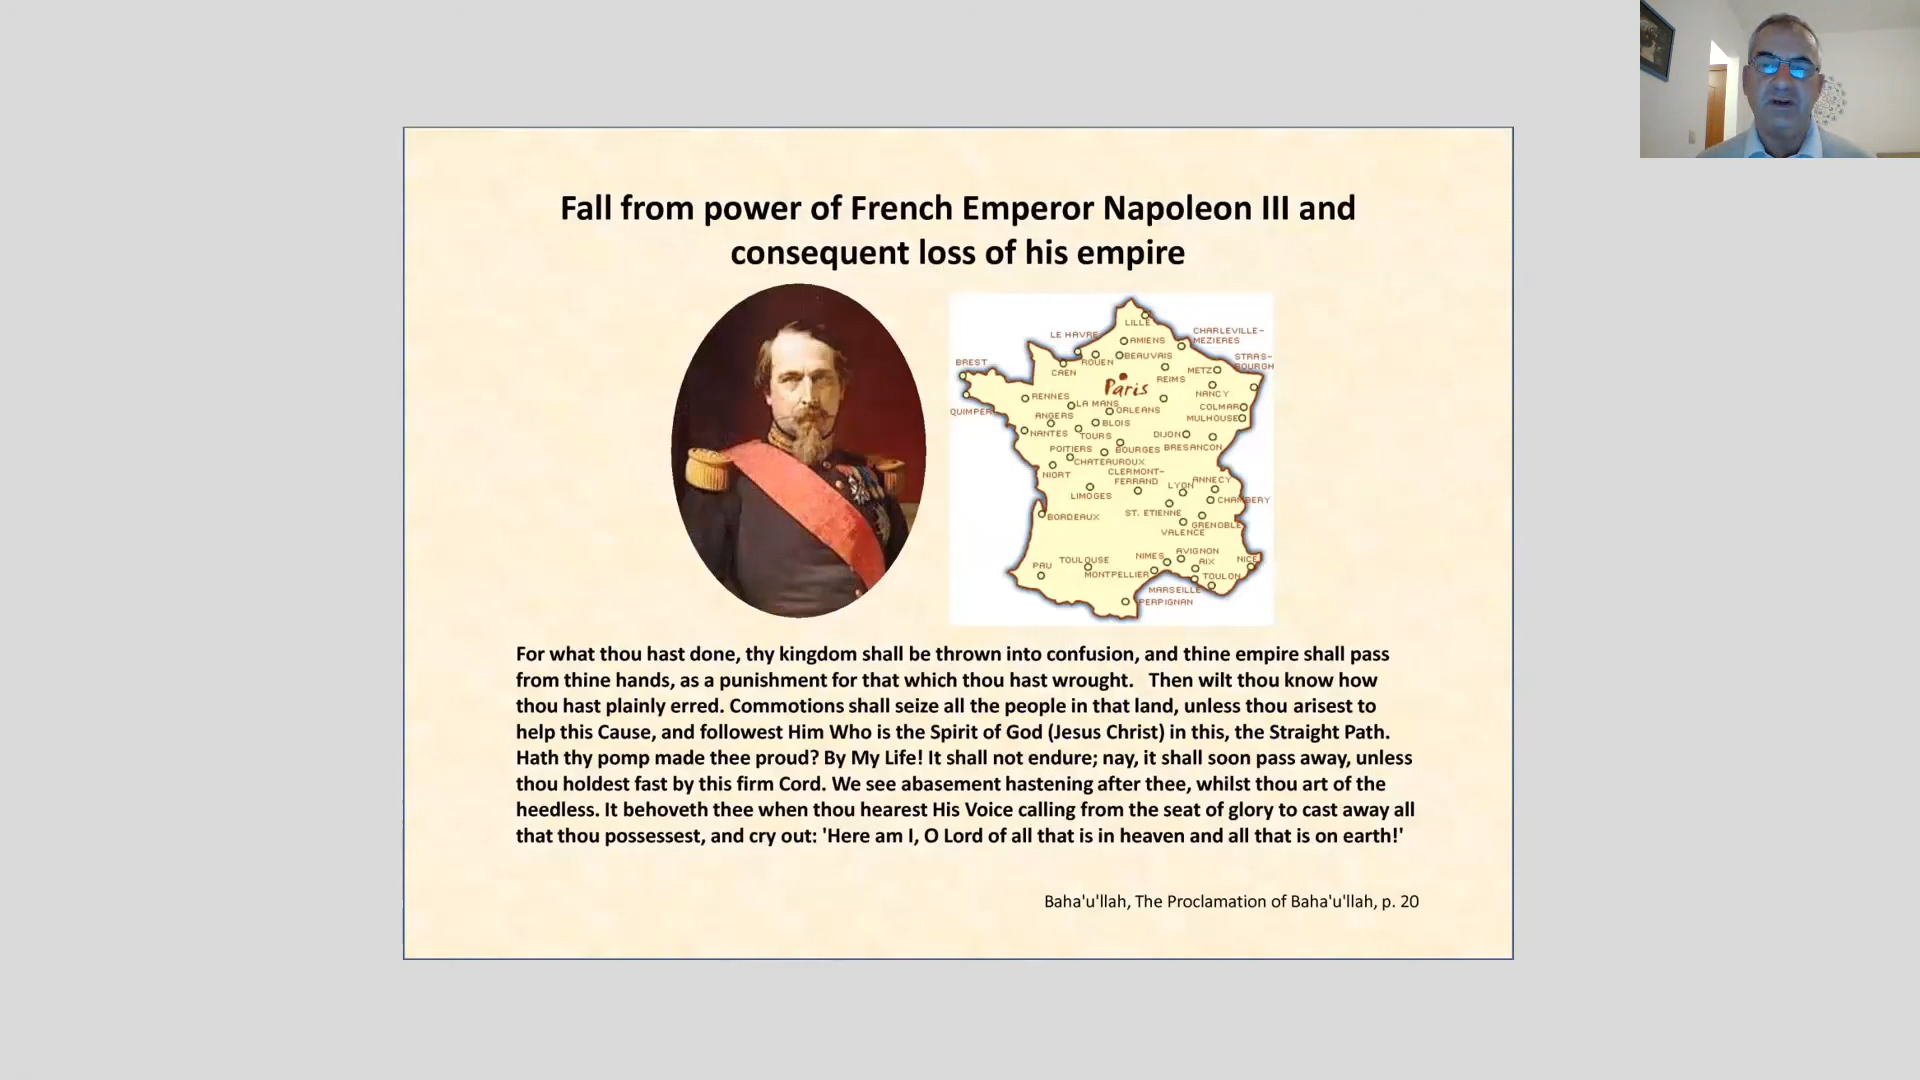 Fall from power of French Emperor Napoleon III and
consequent loss of his empire
LILLE
LE HAVRE
CHARLEVILLE-
MEZIERES
AMIENS
BREST
ROUEN
BEAUVAIS
STRAS-
BOURGH
CAEN
METZ
Paris
REIMS
NANCY
RENNES
LA MANS
QUIMPER
ANGERS
ORLEANS
COLMAR
MULHOUSE
BLOIS
NANTES
TOURS
DIJON
POITIERS
BOURGES
BRESANCON
CHATEAUROUX
NIORT
CLERMONT-
FERRAND
LYON
ANNECY
LIMOGES
CHAMBERY
BORDEAUX
ST. ETIENNE
GRENOBLE
VALENCE
TOULOUSE
NIMES
AVIGNON
PAU
AIX
NICE
MONTPELLIER
TOULON
MARSEILLE
PERPIGNAN
For what thou hast done, thy kingdom shall be thrown into confusion, and thine empire shall pass
from thine hands, as a punishment for that which thou hast wrought.   Then wilt thou know how
thou hast plainly erred. Commotions shall seize all the people in that land, unless thou arisest to
help this Cause, and followest Him Who is the Spirit of God (Jesus Christ) in this, the Straight Path.
Hath thy pomp made thee proud? By My Life! It shall not endure; nay, it shall soon pass away, unless
thou holdest fast by this firm Cord. We see abasement hastening after thee, whilst thou art of the
heedless. It behoveth thee when thou hearest His Voice calling from the seat of glory to cast away all
that thou possessest, and cry out: 'Here am I, O Lord of all that is in heaven and all that is on earth!'
Baha'u'llah, The Proclamation of Baha'u'llah, p. 20